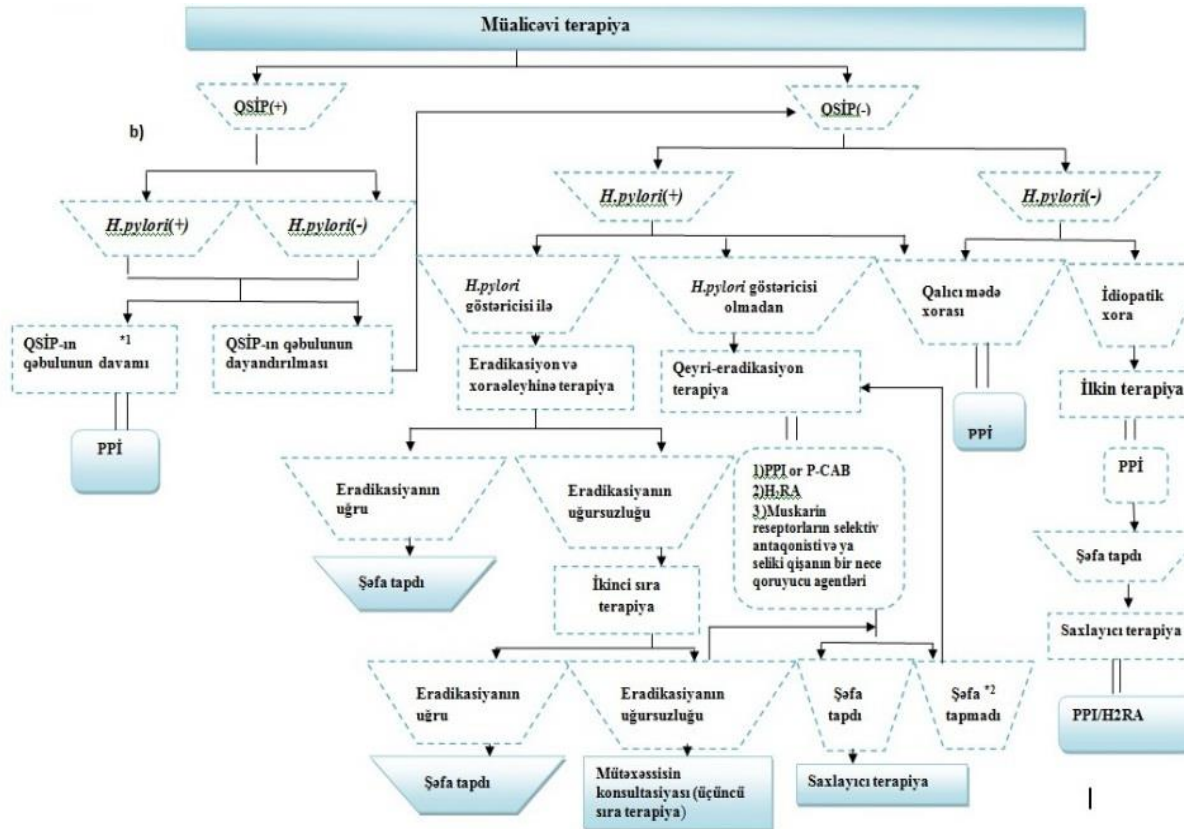 Müalicəvi terapiya
QSİP(+)
QSİP(-)
b)
H.pylori(+)
H.pylori(-)
H.pylori(+)
H.pylori(-)
H.pylori
göstəricisi ilə
H.pylori göstəricisi
olmadan
Qalıcı mədə
xorası
İdiopatik
xora
QSİP-ın *1
qəbulunun davamı
QSİP-ın qəbulunun
dayandırılması
Eradikasion və
xoraəleyhinə terapiya
Qeyri-eradikasion
terapiya
İlkin terapiya
PPİ
PPİ
PPİ
Eradikasiyanın
uğru
Eradikasiyanın
uğursuzluğu
1)PPI or P-CAB
2)H2RA
3)Muskarin
reseptorların selektiv
antaqonisti və ya
seliki qişanın bir nece
qoruyucu agentləri
Şəfa tapdı
Şəfa tapdı
İkinci sıra
terapiya
Saxlayıcı terapiya
Eradikasiyanın
uğru
Eradikasiyanın
uğursuzluğu
Şəfa
tapdı
Şəfa *2
tapmadı
PPI/H2RA
Şəfa tapdı
Mütəxəssisin
konsultasiyası (üçüncü
sıra terapiya)
Saxlayıcı terapiya